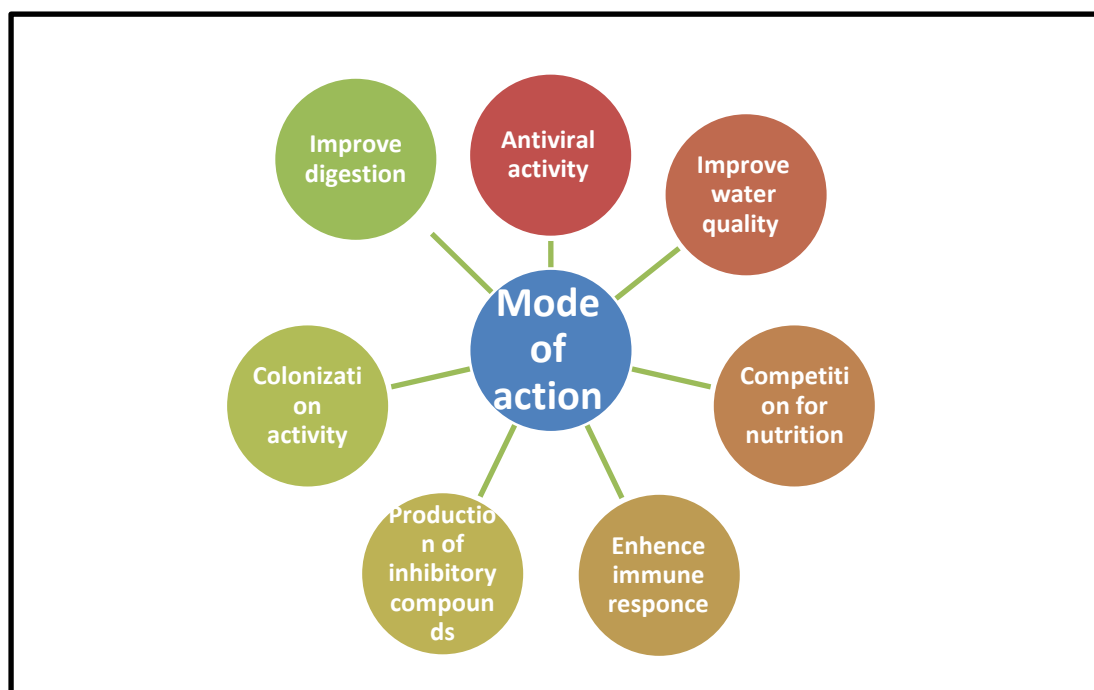 Antiviral
activity
Improve
water
quality
Competiti
on for
nutrition
Enhence
immune
responce
Productio
n of
inhibitory
compoun
ds
Colonizati
on
activity
Improve
digestion
Mode
of
action